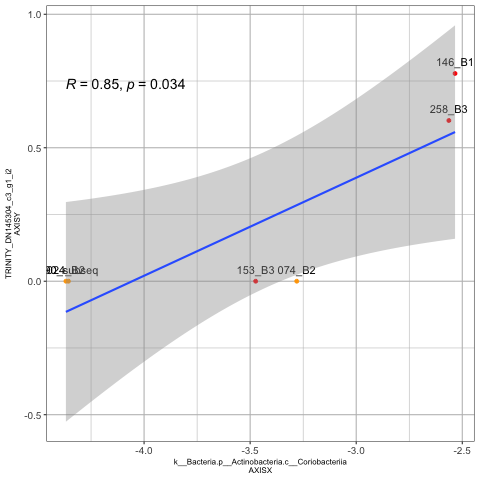 1.0
146_B1
R = 0.85, p = 0.034
258_B3
0.5
TRINITY_DN145304_c3_g1_i2
AXISY
153_B3 074_B2
0.0
-0.5
-4.0 -3.5 -3.0 -2.5
k__Bacteria.p__Actinobacteria.c__Coriobacteriia
AXISX